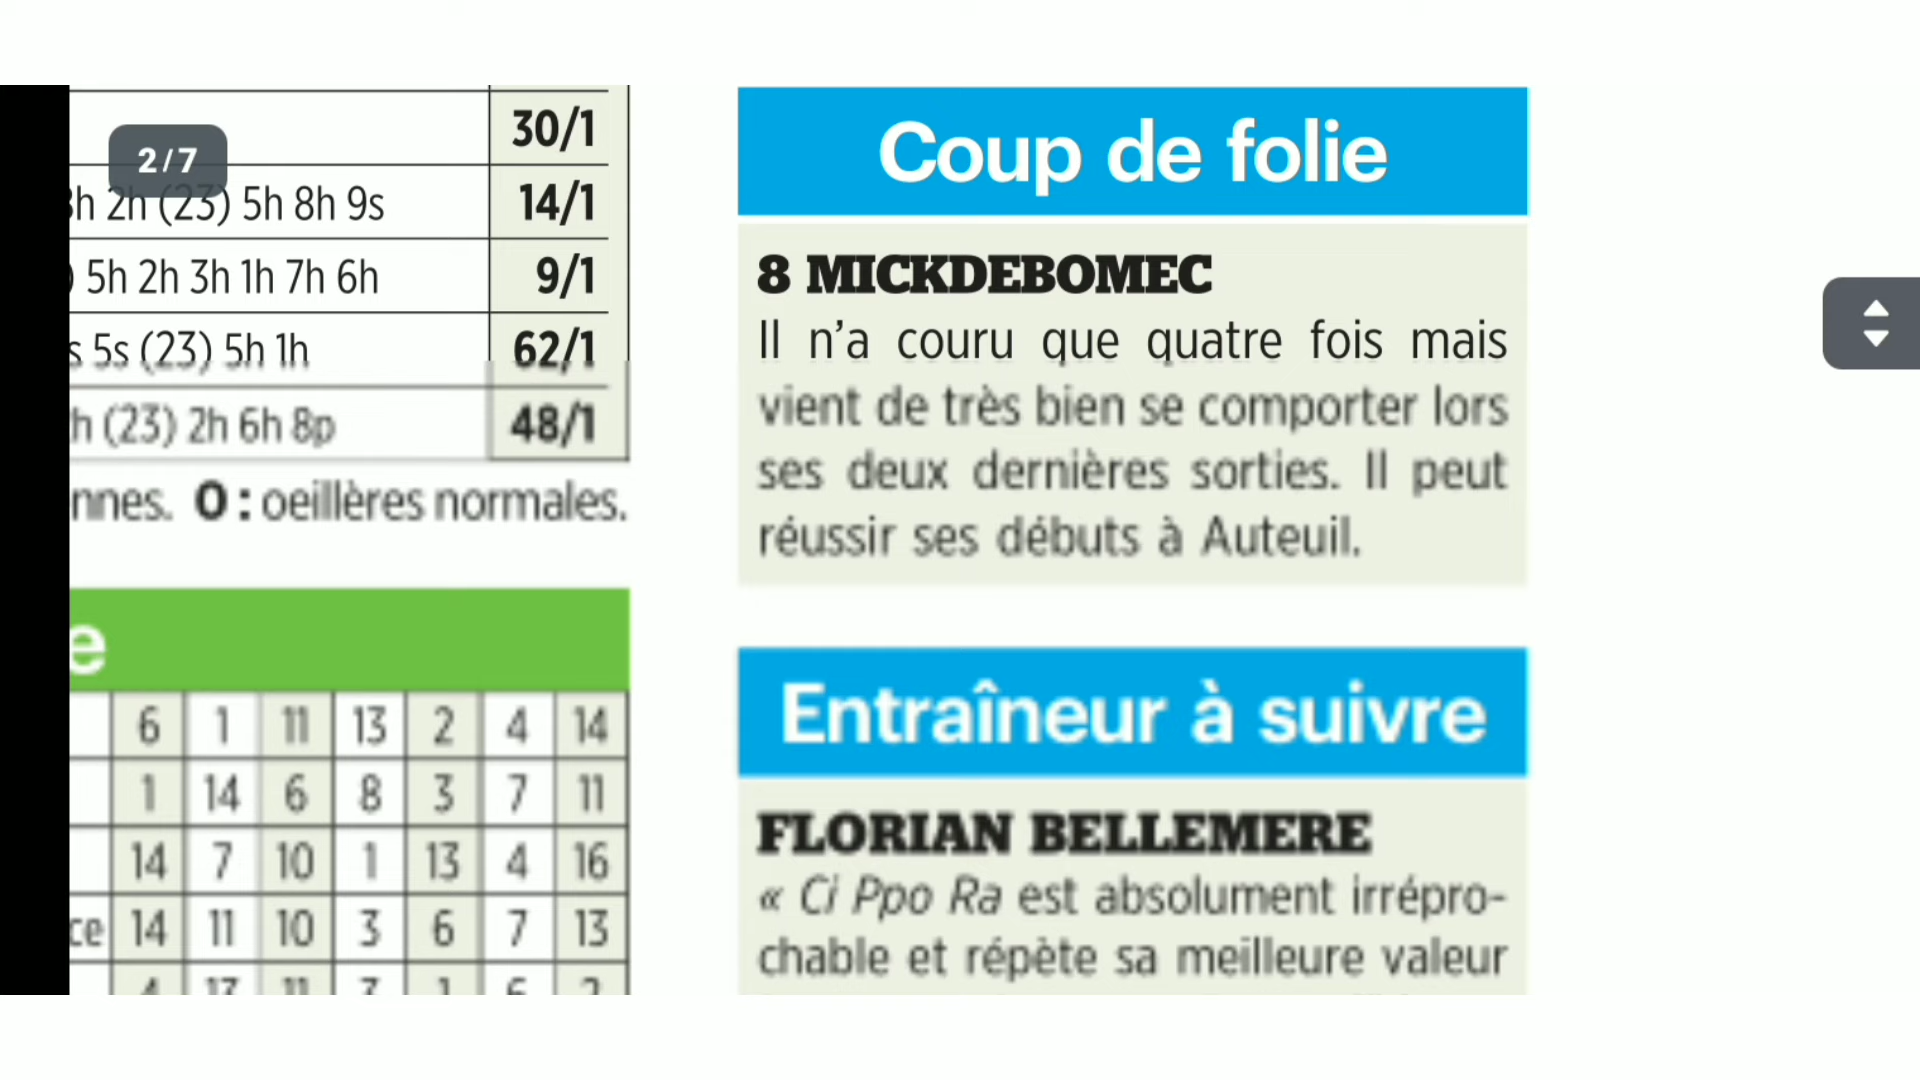 30/1
2/7
3h 2h (23) 5h 8h 9s 14/1
) 5h 2h 3h 1h 7h 6h 9/1
s 5s (23) 5h 1h 62/1
h (23) 2h 6h 8p 48/1
nnes. O : oeillères normales.
e
6 1 11 13 2 4 14
1 14 6 8 3 7 11
14 7 10 1 13 4 16
ce 14 11 10 3 6 7 13
Coup de folie
8 MICKDEBOMEC
Il n’a couru que quatre fois mais
vient de très bien se comporter lors
ses deux dernières sorties. Il peut
réussir ses débuts à Auteuil.
Entraîneur à suivre
FLORIAN BELLEMERE
« Ci Ppo Ra est absolument irrépro-
chable et répète sa meilleure valeur